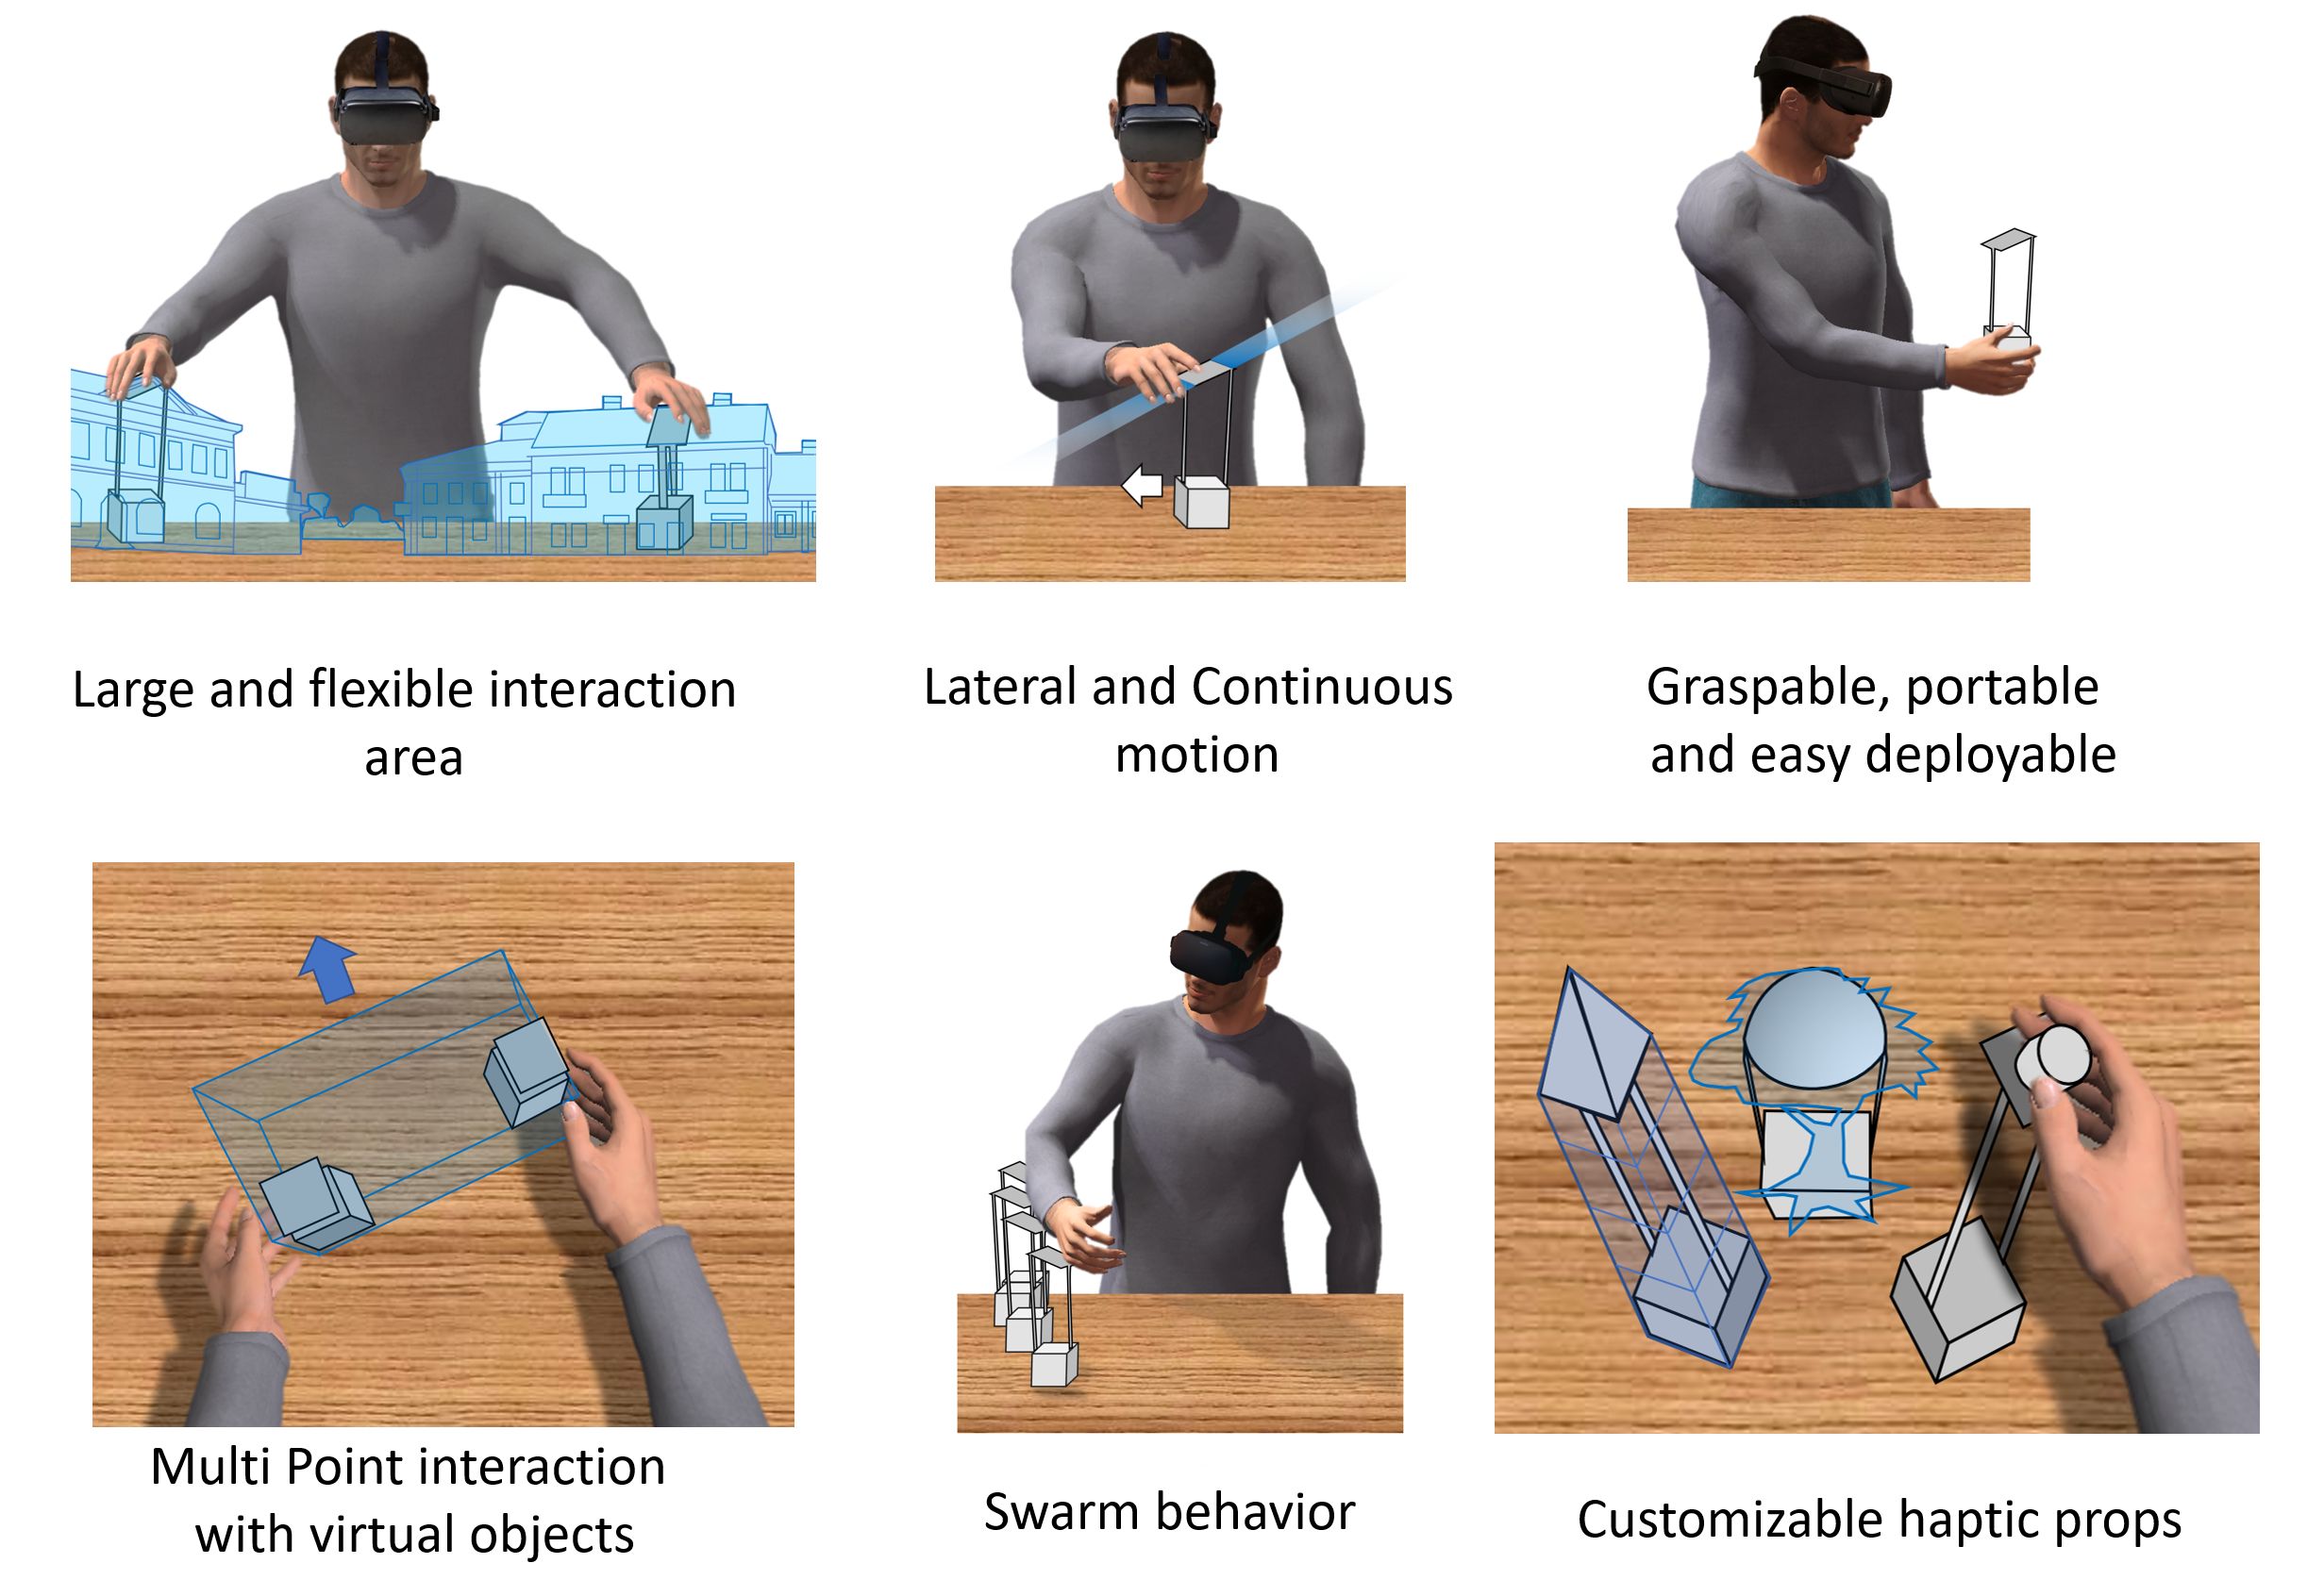 Large and flexible interaction
area
Lateral and Continuous
motion
Graspable, portable
and easy deployable
Multi Point interaction
with virtual objects
Swarm behavior
Customizable haptic props